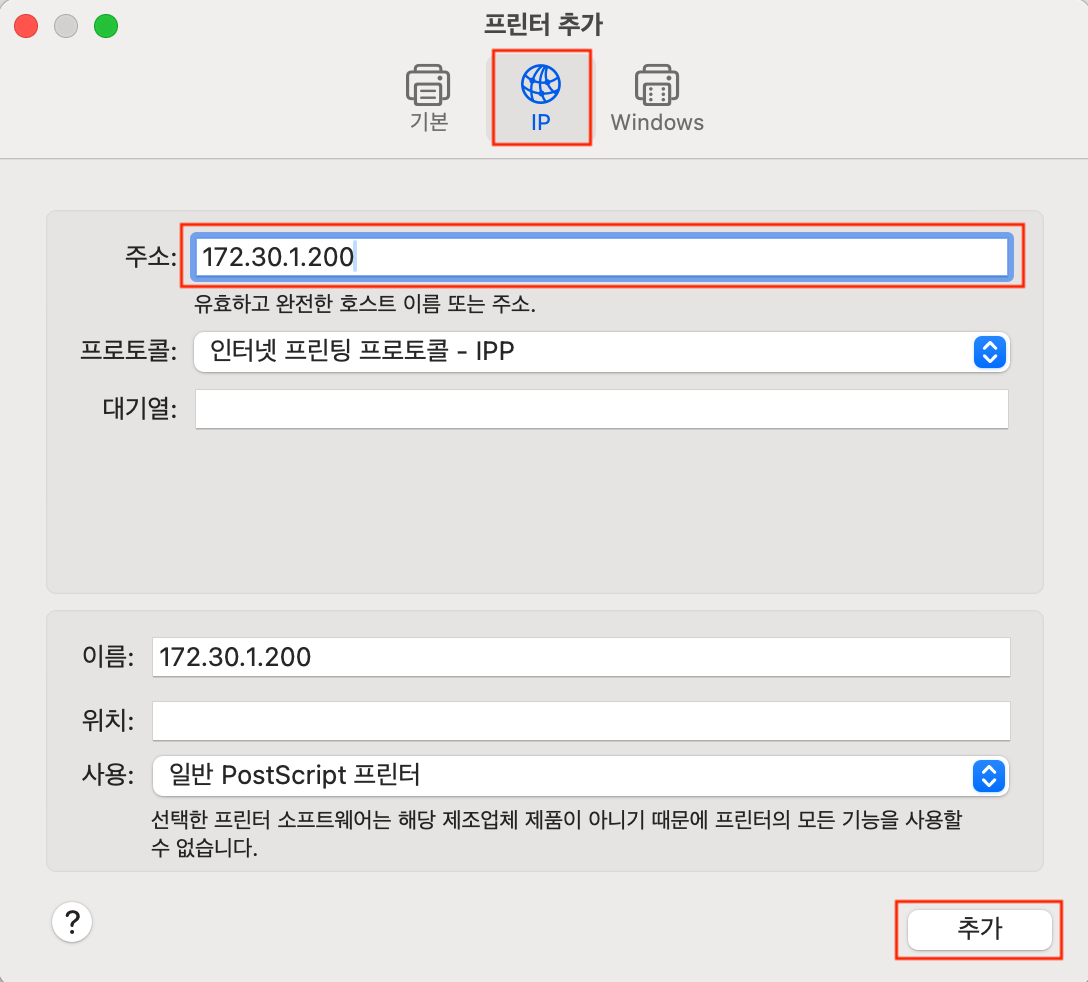 프린터 추가
기본
IP
Windows
주소: 172.30.1.200
유효하고 완전한 호스트 이름 또는 주소.
프로토콜: 인터넷 프린팅 프로토콜 - IPP
대기열:
이름: 172.30.1.200
위치:
사용: 일반 PostScript 프린터
선택한 프린터 소프트웨어는 해당 제조업체 제품이 아니기 때문에 프린터의 모든 기능을 사용할
수 없습니다.
?
추가